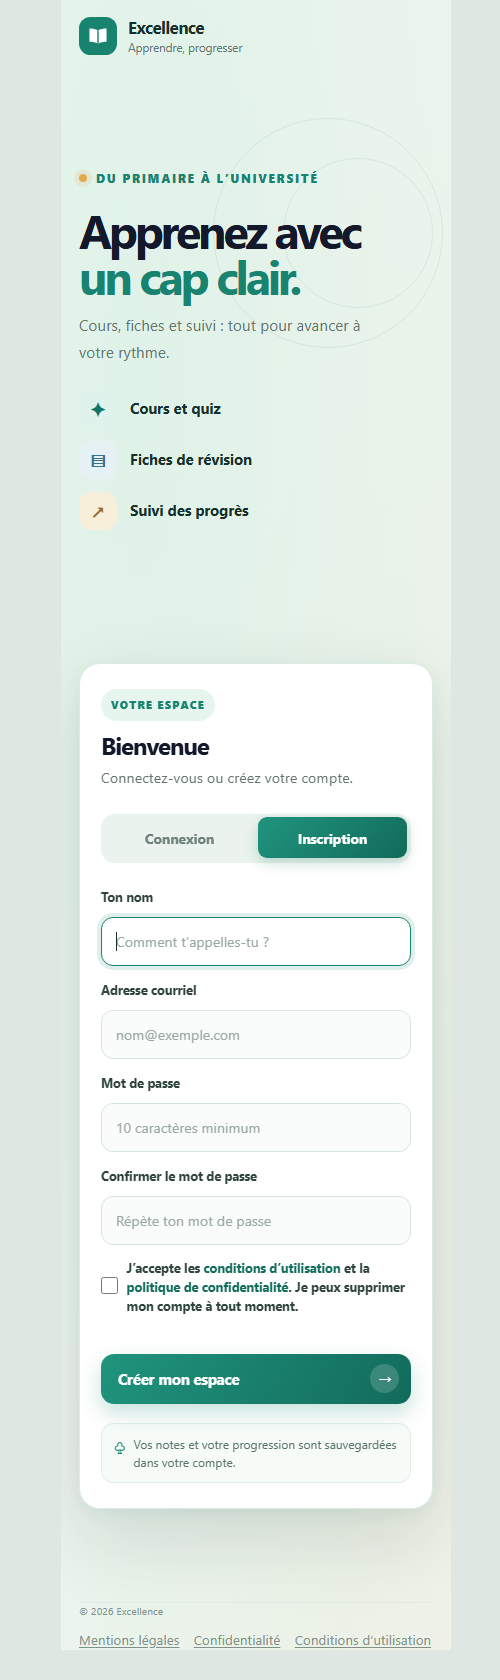 Excellence
Apprendre, progresser
DU PRIMAIRE À L’UNIVERSITÉ
Apprenez avec
un cap clair.
Cours, fiches et suivi : tout pour avancer à
votre rythme.
Cours et quiz
Fiches de révision
Suivi des progrès
VOTRE ESPACE
Bienvenue
Connectez-vous ou créez votre compte.
Connexion
Inscription
Ton nom
Comment t’appelles-tu ?
Adresse courriel
nom@exemple.com
Mot de passe
10 caractères minimum
Confirmer le mot de passe
Répète ton mot de passe
J’accepte les conditions d’utilisation et la
politique de confidentialité. Je peux supprimer
mon compte à tout moment.
Créer mon espace →
Vos notes et votre progression sont sauvegardées
dans votre compte.
© 2026 Excellence
Mentions légales Confidentialité Conditions d’utilisation